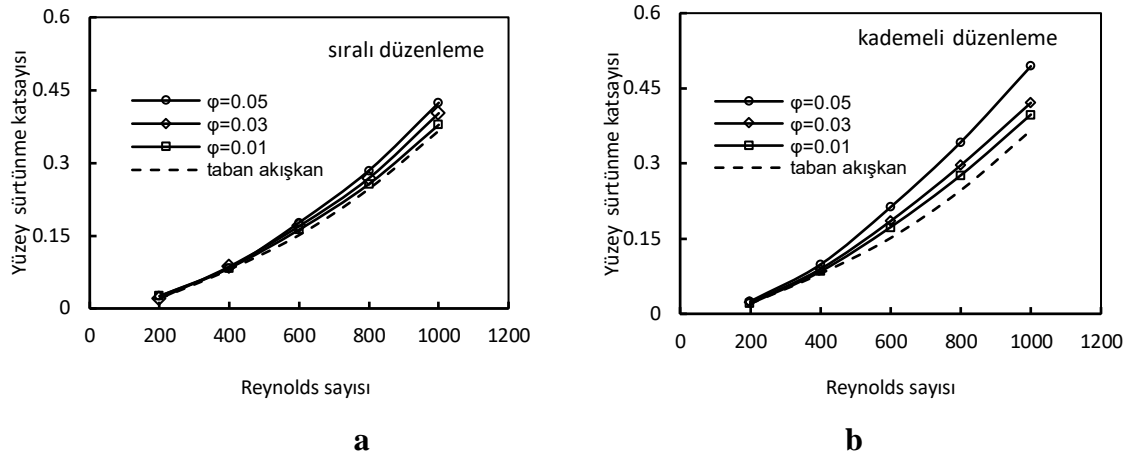 0.6
0.45
0.3
0.15
0
Yüzey sürtünme katsayısı
sıralı düzenleme
φ=0.05
φ=0.03
φ=0.01
taban akışkan
0 200 400 600 800 1000 1200
Reynolds sayısı
a
0.6
0.45
0.3
0.15
0
Yüzey sürtünme katsayısı
kademeli düzenleme
φ=0.05
φ=0.03
φ=0.01
taban akışkan
0 200 400 600 800 1000 1200
Reynolds sayısı
b